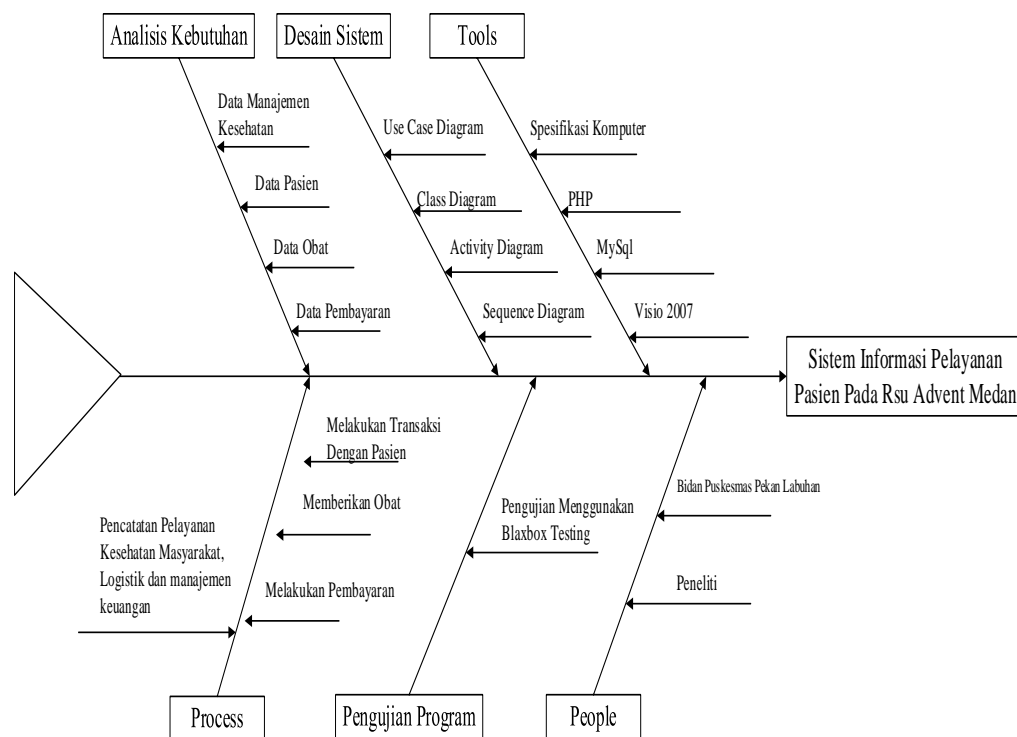 Analisis Kebutuhan
Desain Sistem
Tools
Data Manajemen
Kesehatan
Data Pasien
Data Obat
Data Pembayaran
Use Case Diagram
Class Diagram
Activity Diagram
Sequence Diagram
Spesifikasi Komputer
PHP
MySql
Visio 2007
Sistem Informasi Pelayanan
Pasien Pada Rsu Advent Medan
Melakukan Transaksi
Dengan Pasien
Memberikan Obat
Pencatatan Pelayanan
Kesehatan Masyarakat,
Logistik dan manajemen
keuangan
Melakukan Pembayaran
Pengujian Menggunakan
Blaxbox Testing
Bidan Puskesmas Pekan Labuhan
Peneliti
Process
Pengujian Program
People